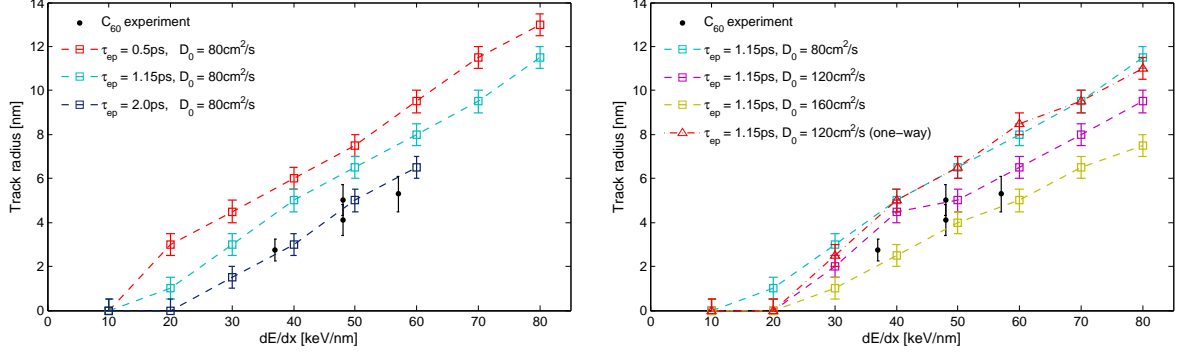 14
12
10
8
6
4
2
0
0 10 20 30 40 50 60 70 80
Track radius [nm]
dE/dx [keV/nm]
C₆₀ experiment
τₑₚ = 0.5ps, D₀ = 80cm²/s
τₑₚ = 1.15ps, D₀ = 80cm²/s
τₑₚ = 2.0ps, D₀ = 80cm²/s
14
12
10
8
6
4
2
0
0 10 20 30 40 50 60 70 80
Track radius [nm]
dE/dx [keV/nm]
C₆₀ experiment
τₑₚ = 1.15ps, D₀ = 80cm²/s
τₑₚ = 1.15ps, D₀ = 120cm²/s
τₑₚ = 1.15ps, D₀ = 160cm²/s
τₑₚ = 1.15ps, D₀ = 120cm²/s (one−way)